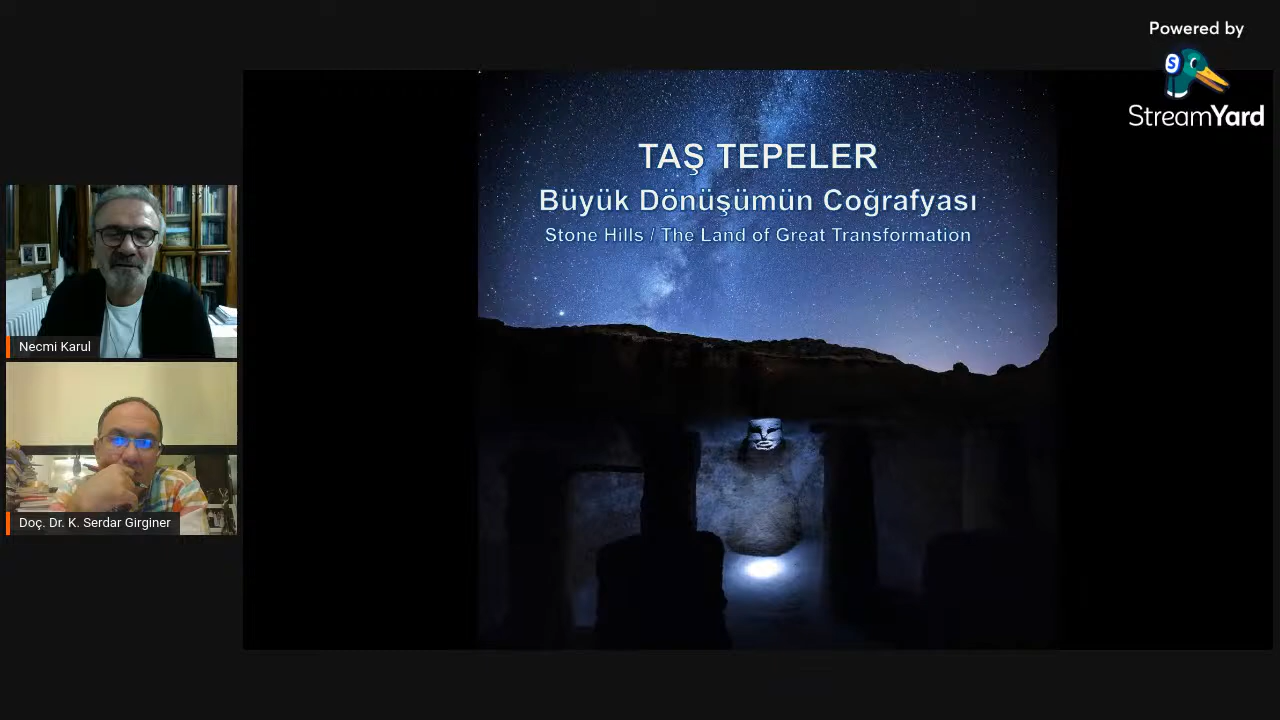 Powered by
S
StreamYard
TAŞ TEPELER
Büyük Dönüşümün Coğrafyası
Stone Hills / The Land of Great Transformation
Necmi Karul
Doç. Dr. K. Serdar Girginer